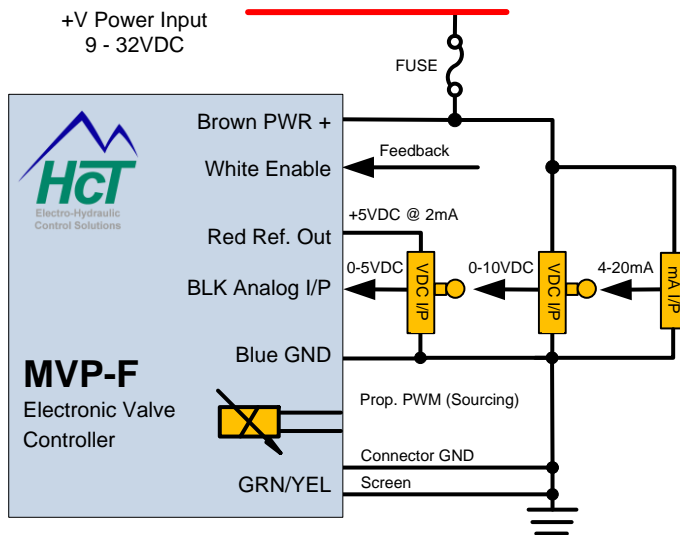 +V Power Input
9 - 32VDC
FUSE
Brown PWR +
White Enable
Feedback
HCT
Electro-Hydraulic
Control Solutions
+5VDC @ 2mA
Red Ref. Out
0-5VDC
VDC I/P
0-10VDC
VDC I/P
4-20mA
mA I/P
BLK Analog I/P
Blue GND
MVP-F
Electronic Valve
Controller
Prop. PWM (Sourcing)
Connector GND
GRN/YEL
Screen